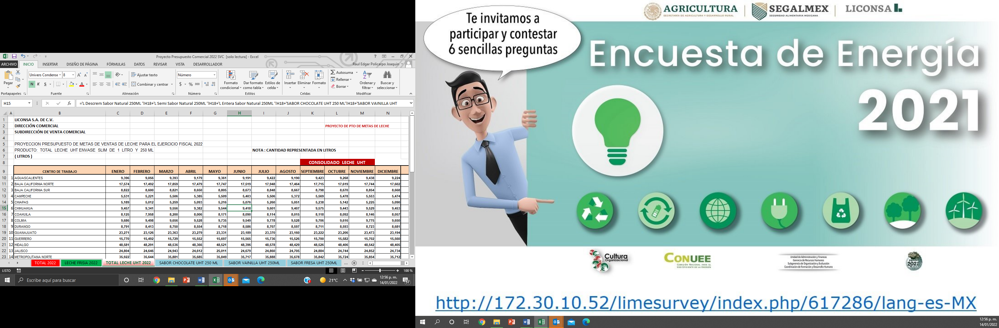 Proyecto Presupuesto Comercial 2022 SVC [solo lectura] - Excel
ARCHIVO INICIO INSERTAR DISEÑO DE PÁGINA FÓRMULAS DATOS REVISAR VISTA DESARROLLADOR Raul Edgar Policarpo Joaquin
Pegar
Portapapeles
Univers Condense 8
N K S
Fuente
Ajustar texto
Combinar y centrar
Alineación
Número
$ % 000
Número
Formato condicional
Dar formato como tabla
Estilos de celda
Estilos
Insertar Eliminar Formato
Celdas
Autosuma
Rellenar
Borrar
Ordenar y filtrar
Buscar y seleccionar
Modificar
H15 ='L Descrem Sabor Natural 250ML '!H18+'L Semi Sabor Natural 250ML '!H18+'L Entera Sabor Natural 250ML '!H18+'SABOR CHOCOLATE UHT 250 ML'!H18+'SABOR VAINILLA UHT
A B C D E F G H I J K L M N
1 LICONSA S.A. DE C.V.
2 DIRECCIÓN COMERCIAL PROYECTO DE PTO DE METAS DE LECHE
3 SUBDIRECCIÓN DE VENTA COMERCIAL
4
5 PROYECCION PRESUPUESTO DE METAS DE VENTAS DE LECHE PARA EL EJERCICIO FISCAL 2022
6 PRODUCTO: TOTAL LECHE UHT ENVASE SLIM DE 1 LITRO Y 250 ML NOTA : CANTIDAD REPRESENTADA EN LITROS
7 ( LITROS )
8 CONSOLIDADO LECHE UHT
9 CENTRO DE TRABAJO ENERO FEBRERO MARZO ABRIL MAYO JUNIO JULIO AGOSTO SEPTIEMBRE OCTUBRE NOVIEMBRE DICIEMBRE
10 1 AGUASCALIENTES 9,396 9,056 9,393 9,179 9,361 9,191 9,422 9,190 9,423 9,268 9,438 9,224
11 2 BAJA CALIFORNIA NORTE 17,574 17,492 17,859 17,479 17,747 17,519 17,948 17,464 17,715 17,619 17,744 17,602
12 3 BAJA CALIFORNIA SUR 8,822 8,600 8,821 8,650 8,805 8,673 8,848 8,667 8,798 8,670 8,854 8,668
13 4 CAMPECHE 5,531 5,221 5,506 5,385 5,509 5,403 5,506 5,372 5,569 5,478 5,553 5,474
14 5 CHIAPAS 5,189 5,012 5,259 5,093 5,216 5,076 5,260 5,051 5,238 5,142 5,225 5,090
15 6 CHIHUAHUA 9,457 9,341 9,556 9,382 9,544 9,418 9,601 9,407 9,575 9,443 9,529 9,453
16 7 COAHUILA 8,125 7,958 8,200 8,006 8,171 8,090 8,114 8,015 8,118 8,092 8,146 8,057
17 8 COLIMA 9,686 9,498 9,656 9,528 9,735 9,549 9,778 9,528 9,706 9,616 9,775 9,650
18 9 DURANGO 8,791 8,413 8,750 8,554 8,718 8,586 8,707 8,597 8,711 8,593 8,723 8,681
19 10 GUANAJUATO 23,271 23,126 23,363 23,279 23,331 23,189 23,370 23,160 23,222 23,206 23,473 23,194
20 11 GUERRERO 15,770 15,492 15,729 15,552 15,697 15,565 15,736 15,526 15,700 15,582 15,702 15,560
21 12 HIDALGO 48,581 48,291 48,536 48,366 48,521 48,396 48,578 48,429 48,526 48,406 48,542 48,405
22 13 JALISCO 24,804 24,646 24,943 24,612 25,011 24,679 24,860 24,705 24,884 24,744 24,852 24,734
23 14 METROPOLITANA NORTE 35,922 35,644 35,881 35,685 35,849 35,717 35,888 35,678 35,842 35,724 35,854 35,712
TOTAL 2022 LECHE FRISIA 2022 TOTAL LECHE UHT 2022 SABOR CHOCOLATE UHT 250 ML SABOR VAINILLA UHT 250ML SABOR FRESA UHT 250ML ...
LISTO 100 %
Escribe aquí para buscar
21°C
12:56 p. m.
14/01/2022
57
Te invitamos a
participar y contestar
6 sencillas preguntas
AGRICULTURA
SECRETARÍA DE AGRICULTURA Y DESARROLLO RURAL
SEGALMEX
SEGURIDAD ALIMENTARIA MEXICANA
LICONSA
Encuesta de Energía
2021
Cultura
Organizacional
CONUEE
COMISIÓN NACIONAL PARA EL
USO EFICIENTE DE LA ENERGÍA
Unidad de Administración y Finanzas
Gerencia de Recursos Humanos
Subgerencia de Organización y Evaluación
Coordinación de Formación y Desarrollo Humano
2021
http://172.30.10.52/limesurvey/index.php/617286/lang-es-MX
12:56 p. m.
14/01/2022